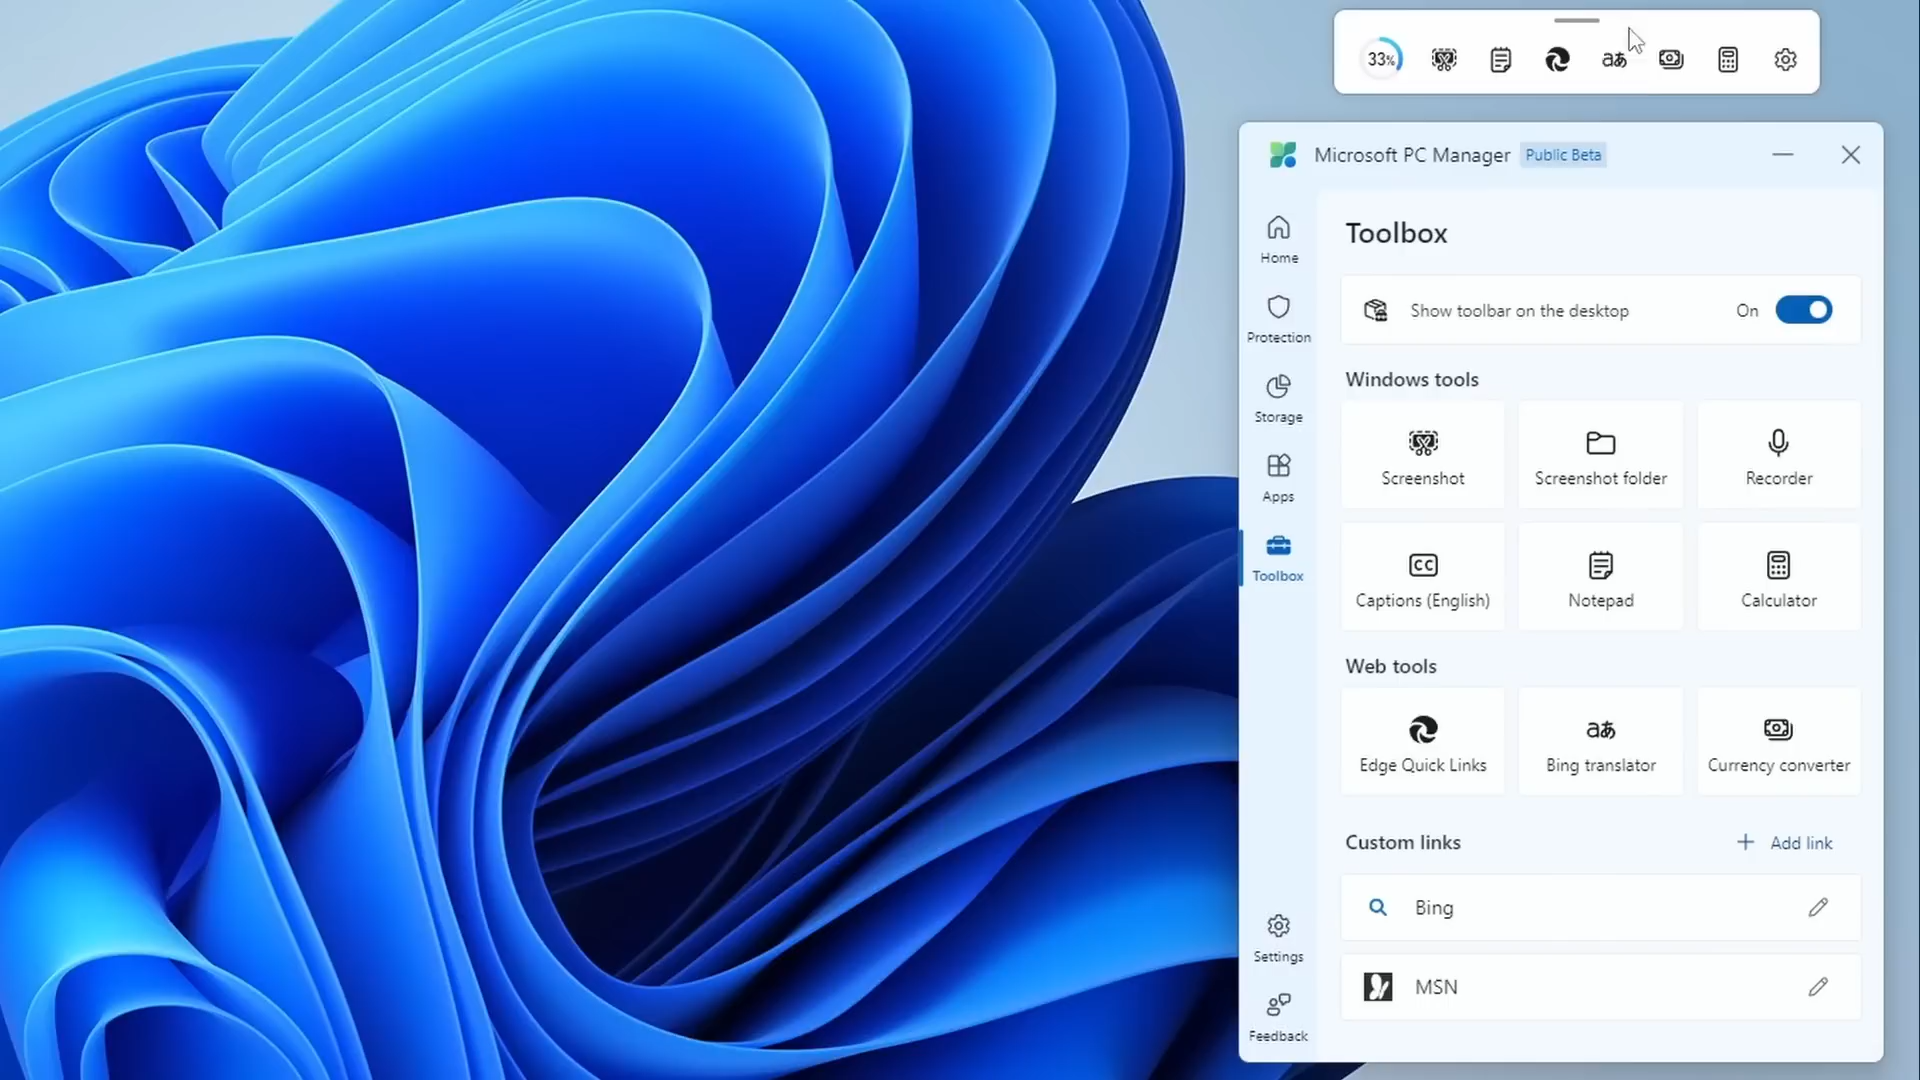 33%
aあ
Microsoft PC Manager Public Beta
Toolbox
Home
Protection
Storage
Apps
Toolbox
Settings
Feedback
Show toolbar on the desktop On
Windows tools
Screenshot Screenshot folder Recorder
CC
Captions (English) Notepad Calculator
Web tools
aあ
Edge Quick Links Bing translator Currency converter
Custom links + Add link
Bing
MSN